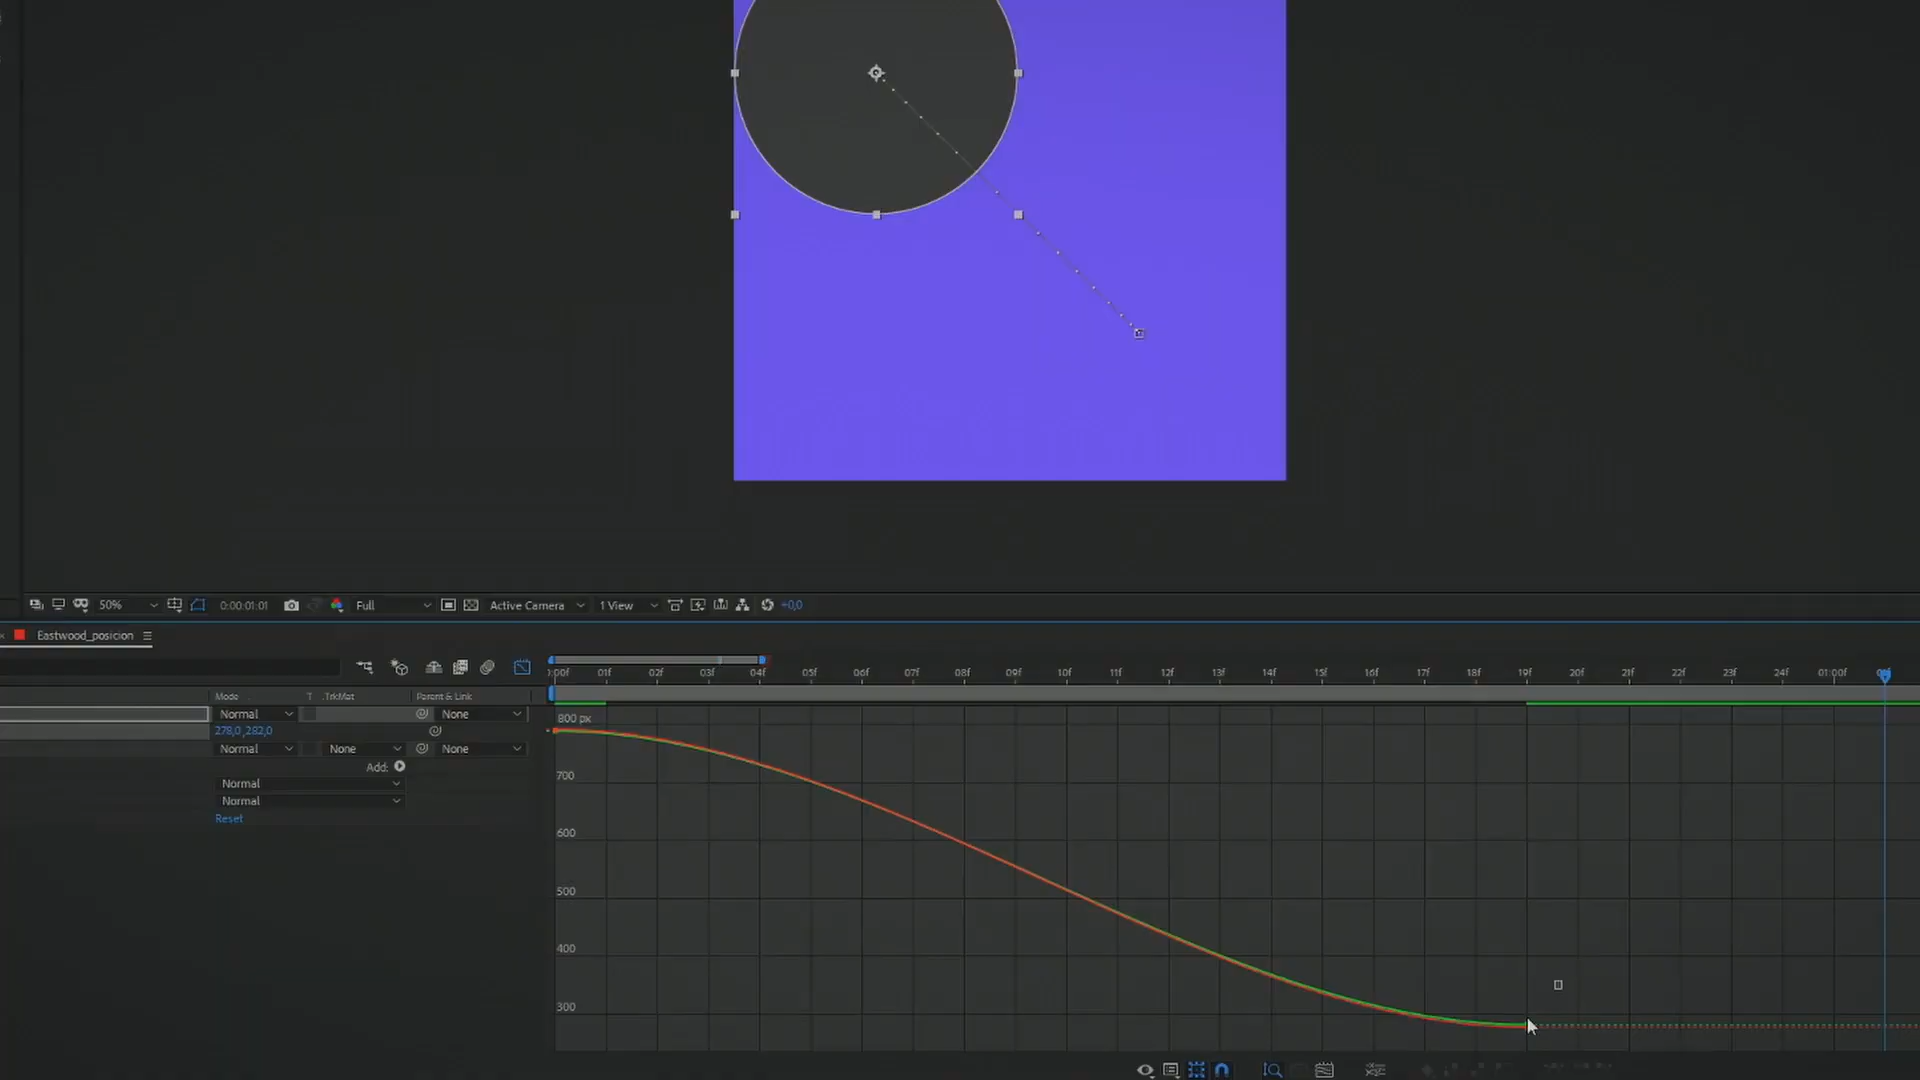 50%
0:00:01:01
Full
Active Camera
1 View
+0,0
Eastwood_posicion
:00f 01f 02f 03f 04f 05f 06f 07f 08f 09f 10f 11f 12f 13f 14f 15f 16f 17f 18f 19f 20f 21f 22f 23f 24f 01:00f
Mode T .TrkMat Parent & Link
Normal None
278,0,282,0
Normal None None
Add:
Normal
Normal
Reset
800 px
700
600
500
400
300